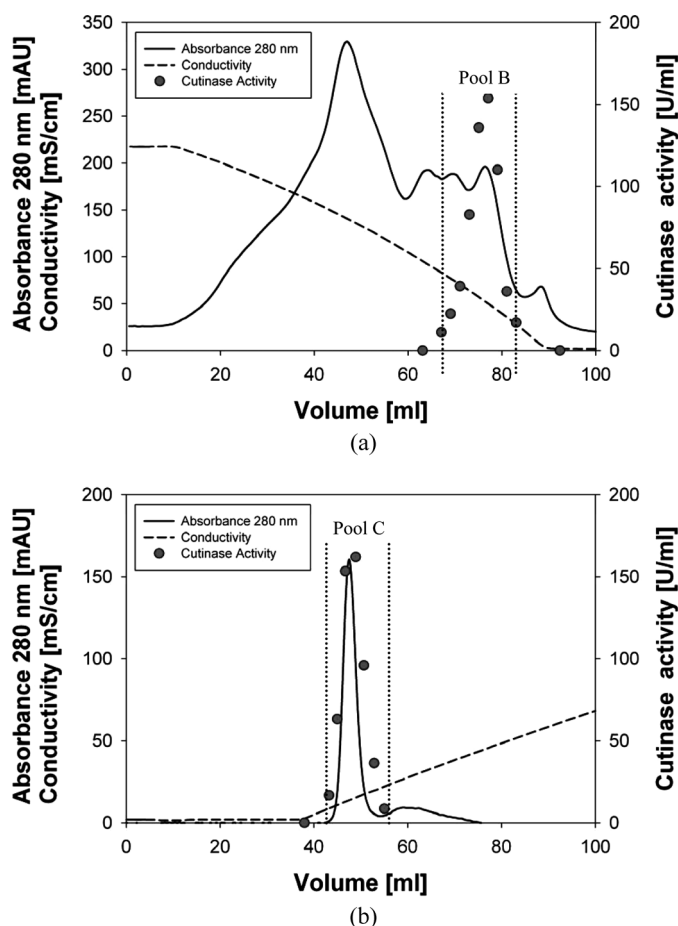 Absorbance 280 nm [mAU]
Conductivity [mS/cm]
350
300
250
200
150
100
50
0
Absorbance 280 nm
Conductivity
Cutinase Activity
Pool B
200
150
100
50
0
Cutinase activity [U/ml]
0 20 40 60 80 100
Volume [ml]
(a)
Absorbance 280 nm [mAU]
Conductivity [mS/cm]
200
150
100
50
0
Absorbance 280 nm
Conductivity
Cutinase Activity
Pool C
200
150
100
50
0
Cutinase activity [U/ml]
0 20 40 60 80 100
Volume [ml]
(b)